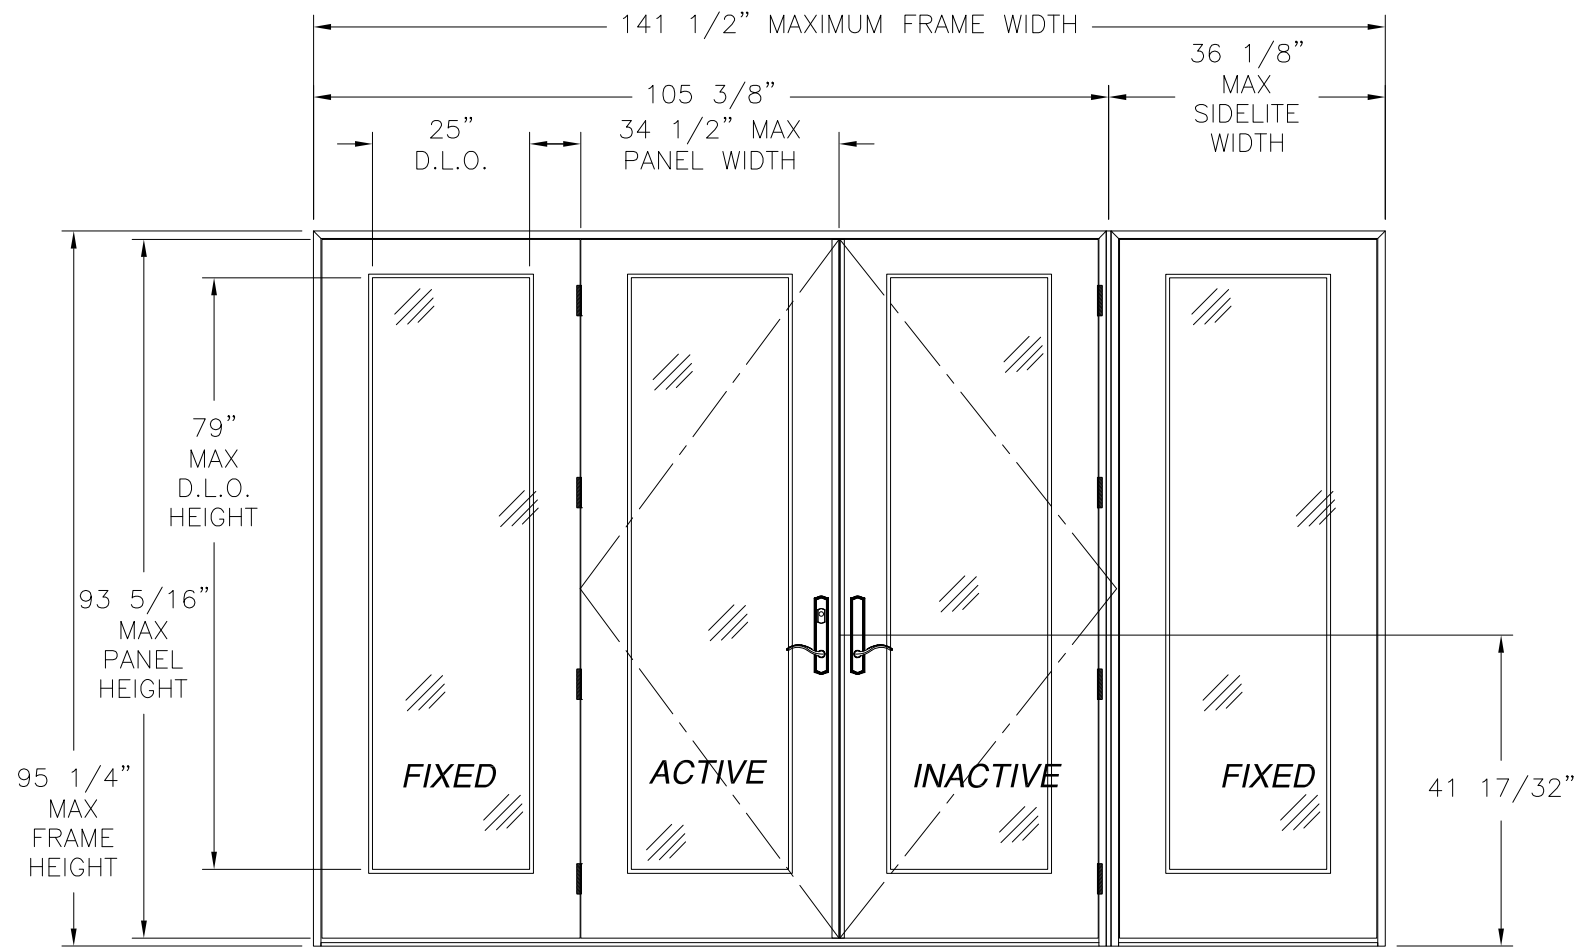 141 1/2” MAXIMUM FRAME WIDTH
36 1/8”
MAX
SIDELITE
WIDTH
105 3/8”
25”
D.L.O.
34 1/2” MAX
PANEL WIDTH
79”
MAX
D.L.O.
HEIGHT
93 5/16”
MAX
PANEL
HEIGHT
95 1/4”
MAX
FRAME
HEIGHT
FIXED
ACTIVE
INACTIVE
FIXED
41 17/32”